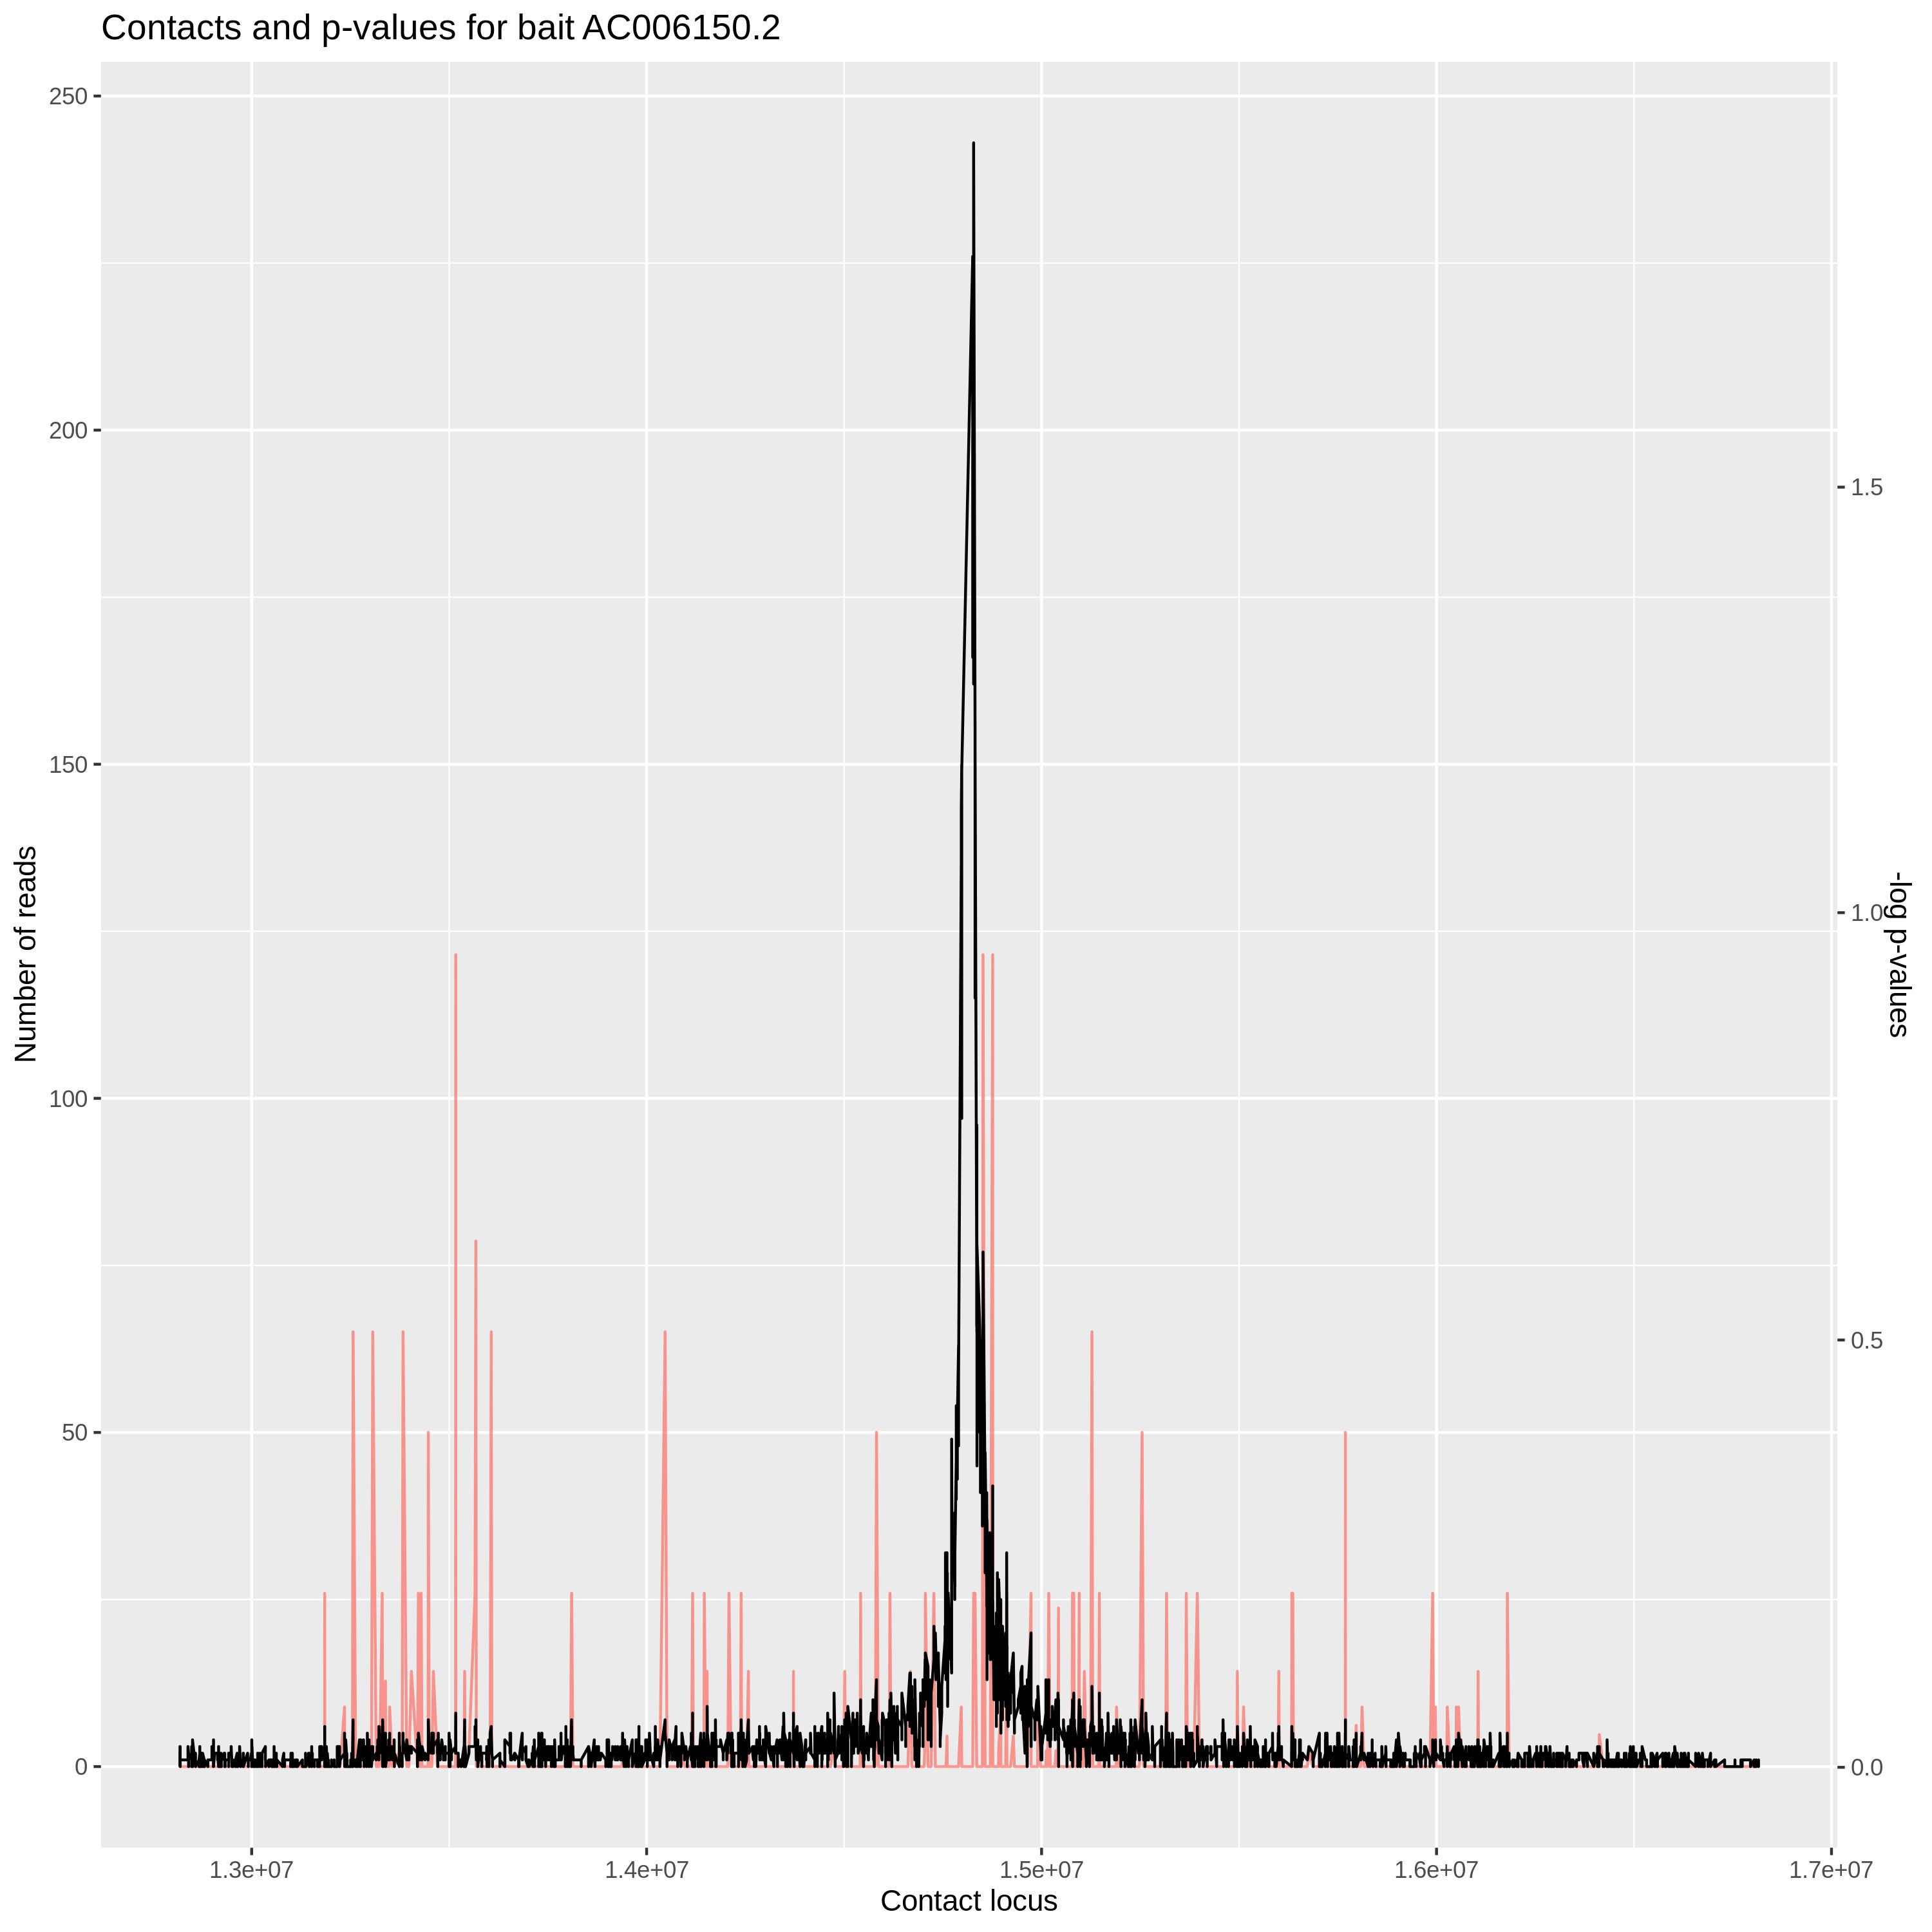 Contacts and p-values for bait AC006150.2
250
200
150
100
50
0
Number of reads
1.5
1.0
0.5
0.0
-log p-values
1.3e+07
1.4e+07
1.5e+07
1.6e+07
1.7e+07
Contact locus